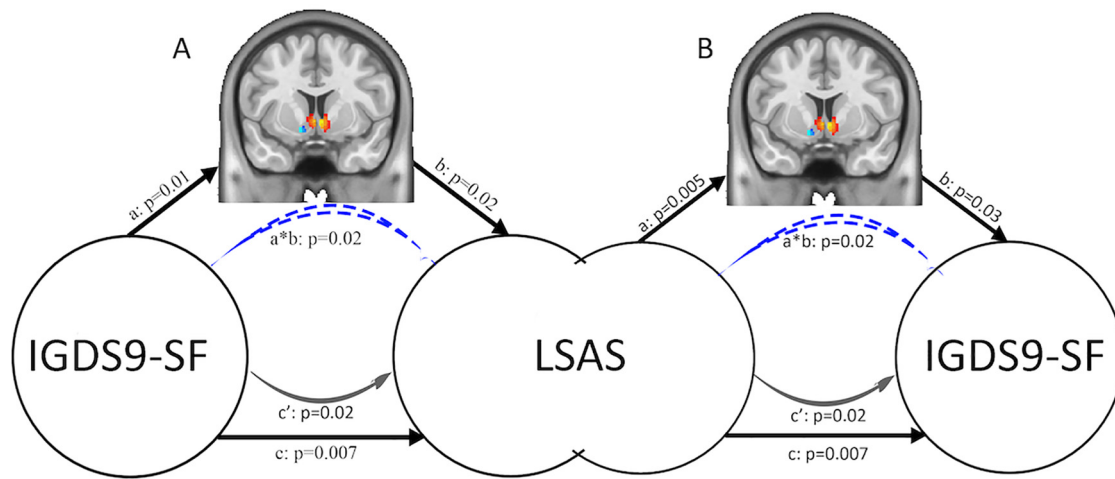 A
B
a: p=0.01
b: p=0.02
a: p=0.005
b: p=0.03
a*b: p=0.02
a*b: p=0.02
IGDS9-SF
LSAS
IGDS9-SF
c': p=0.02
c': p=0.02
c: p=0.007
c: p=0.007